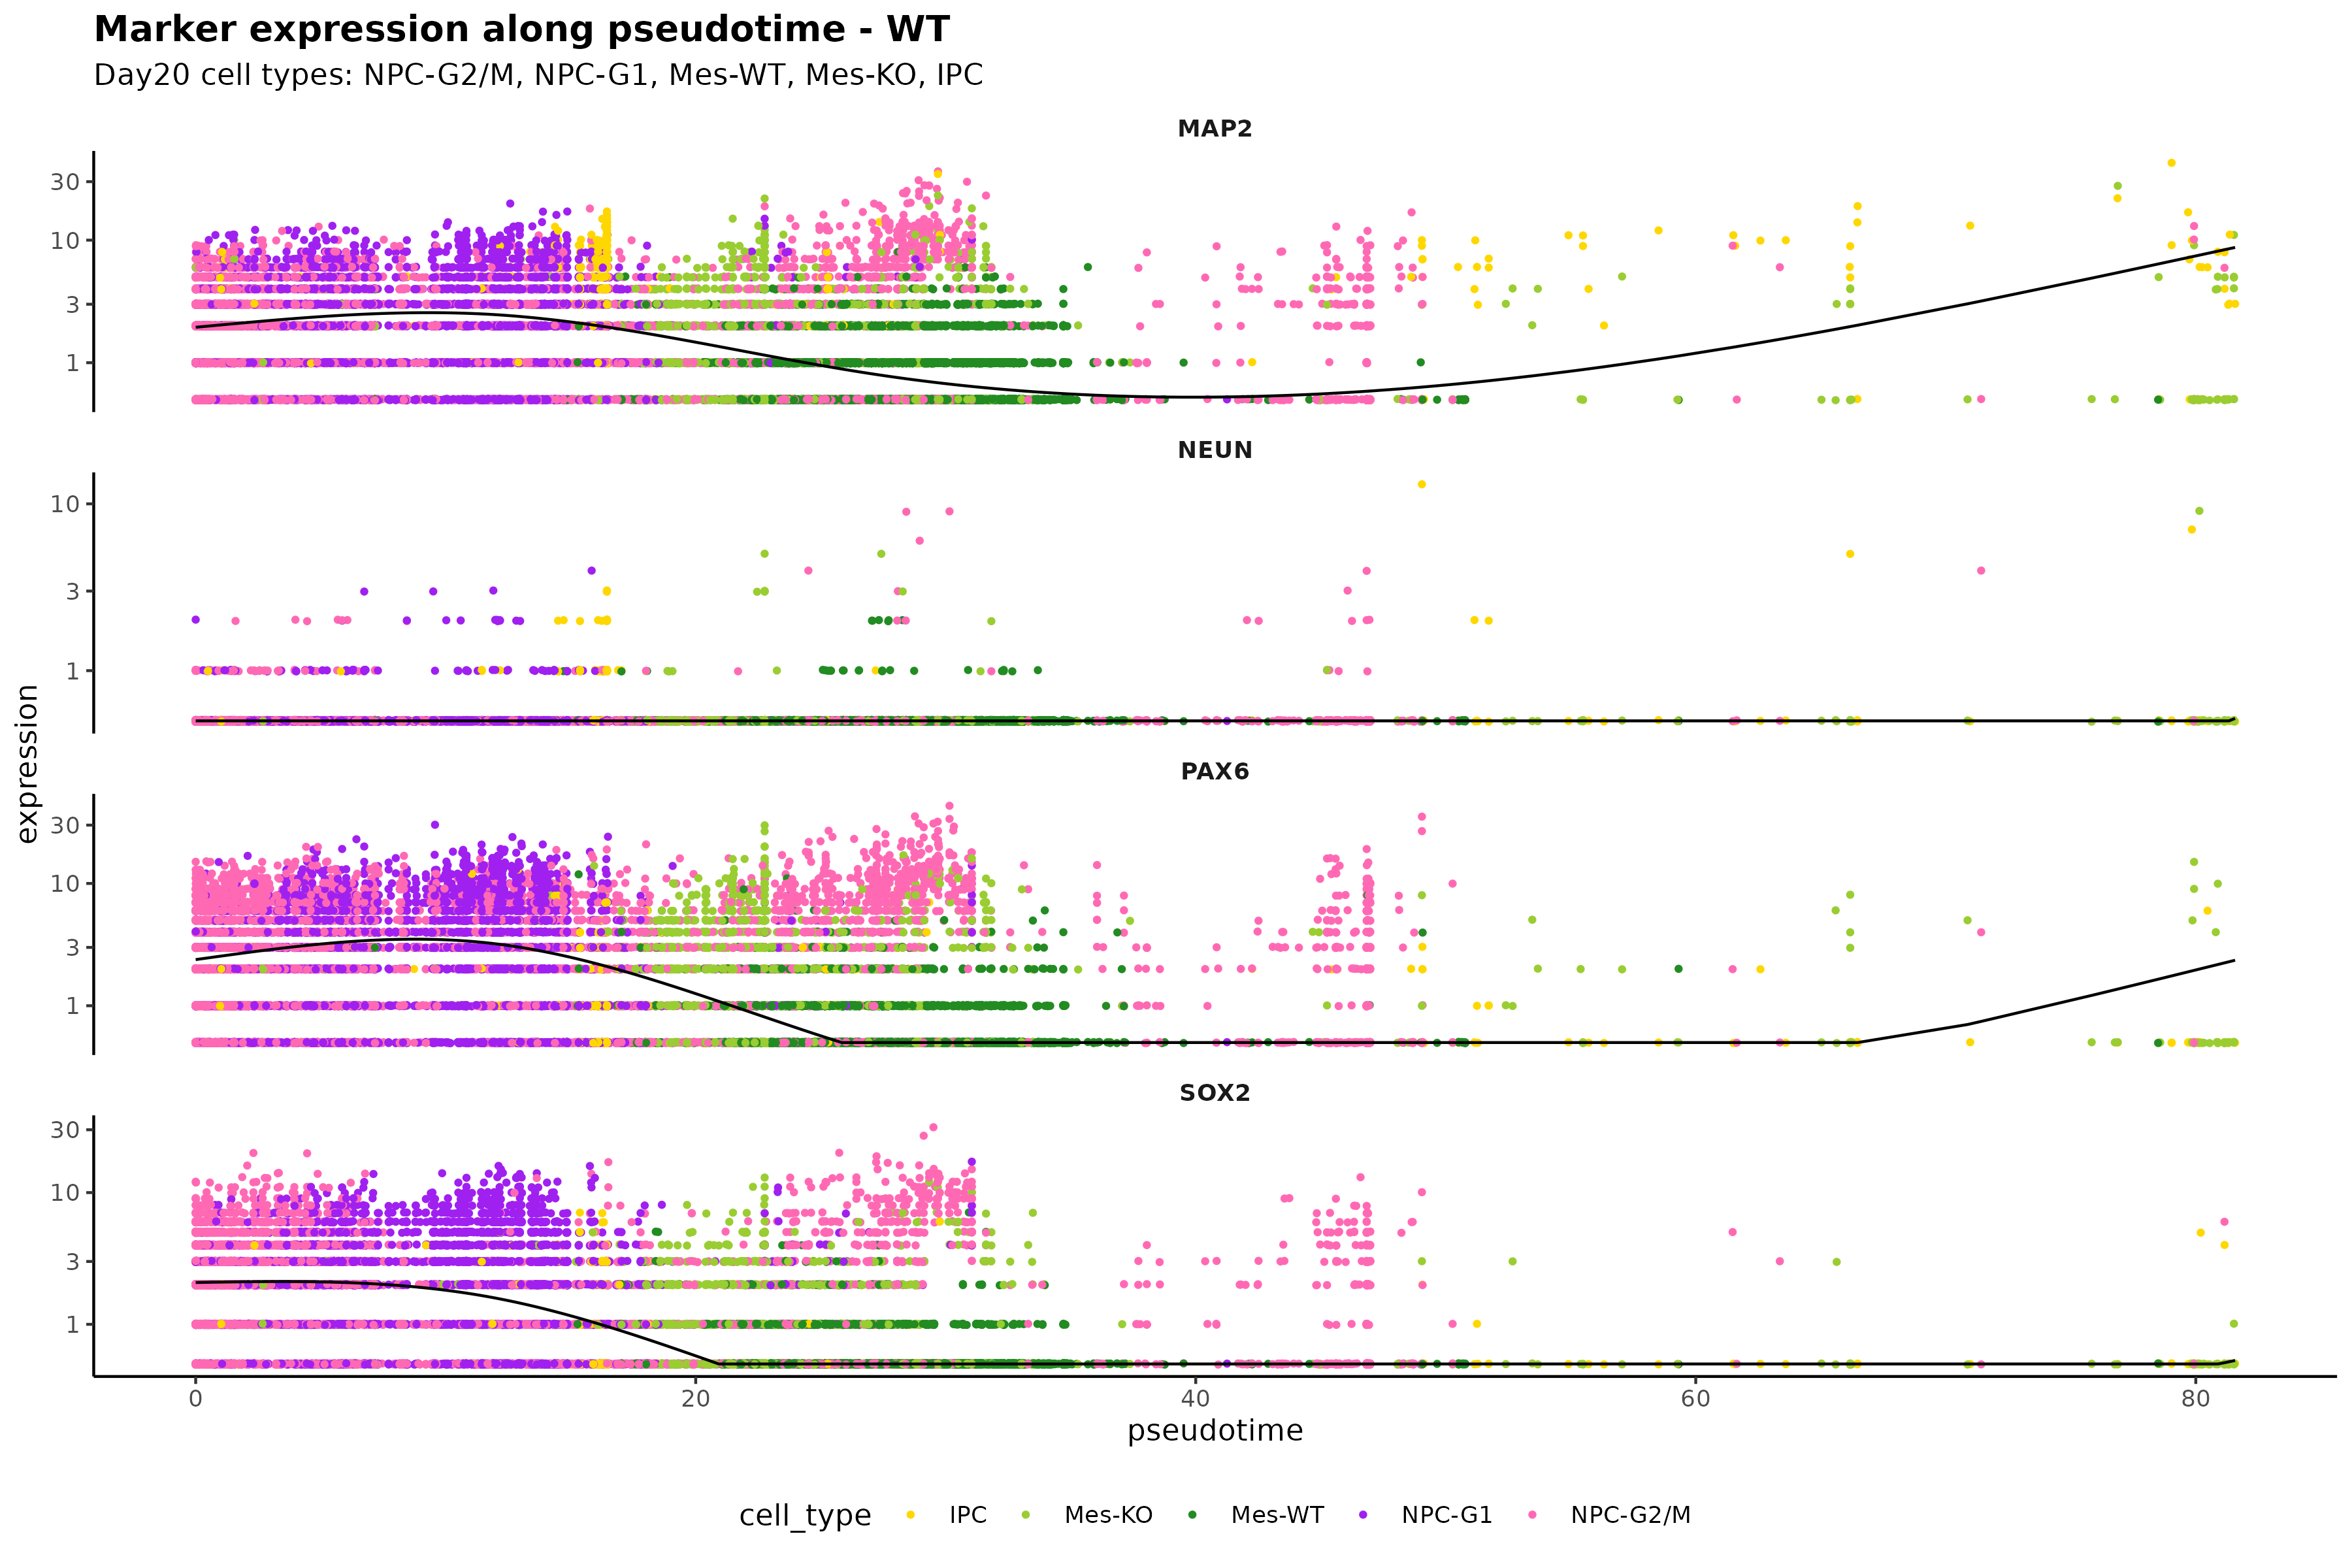 Marker expression along pseudotime - WT
Day20 cell types: NPC-G2/M, NPC-G1, Mes-WT, Mes-KO, IPC
MAP2
30
10
3
1
NEUN
10
3
1
expression
PAX6
30
10
3
1
SOX2
30
10
3
1
0 20 40 60 80
pseudotime
cell_type IPC Mes-KO Mes-WT NPC-G1 NPC-G2/M